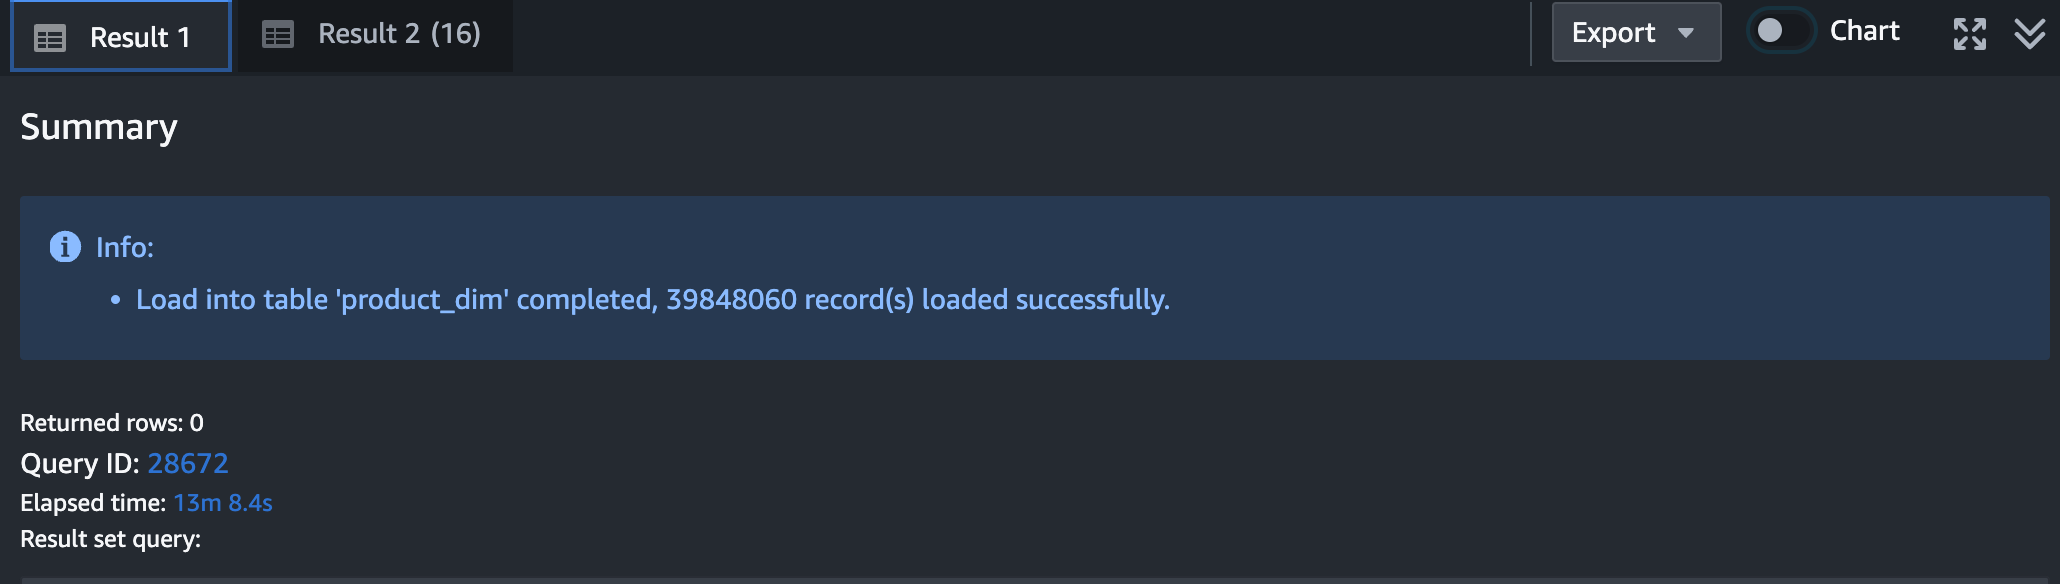 Result 1
Result 2 (16)
Export
Chart
Summary
Info:
• Load into table 'product_dim' completed, 39848060 record(s) loaded successfully.
Returned rows: 0
Query ID: 28672
Elapsed time: 13m 8.4s
Result set query: